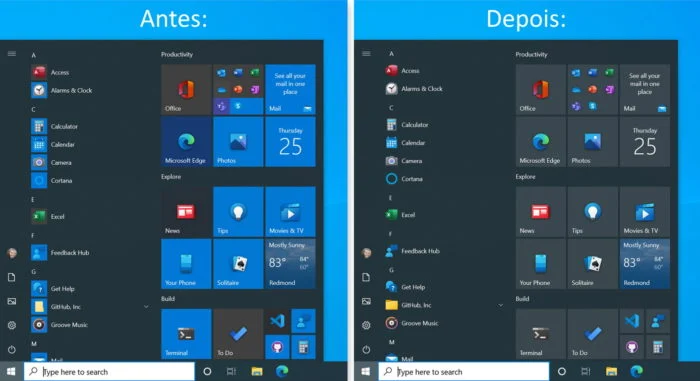 Antes:
A
Access
Alarms & Clock
C
Calculator
Calendar
Camera
Cortana
E
Excel
F
Feedback Hub
G
Get Help
GitHub, Inc
Groove Music
M
Mail
Productivity
Office
See all your
mail in one
place
Mail
Microsoft Edge
Photos
Thursday
25
Explore
News
Tips
Movies & TV
Your Phone
Solitaire
Mostly Sunny
83°
84°
60°
Redmond
Build
Terminal
To Do
Type here to search
Depois:
A
Access
Alarms & Clock
C
Calculator
Calendar
Camera
Cortana
E
Excel
F
Feedback Hub
G
Get Help
GitHub, Inc
Groove Music
M
Productivity
Office
See all your
mail in one
place
Mail
Microsoft Edge
Photos
Thursday
25
Explore
News
Tips
Movies & TV
Your Phone
Solitaire
Mostly Sunny
83°
84°
60°
Redmond
Build
Terminal
To Do
Type here to search